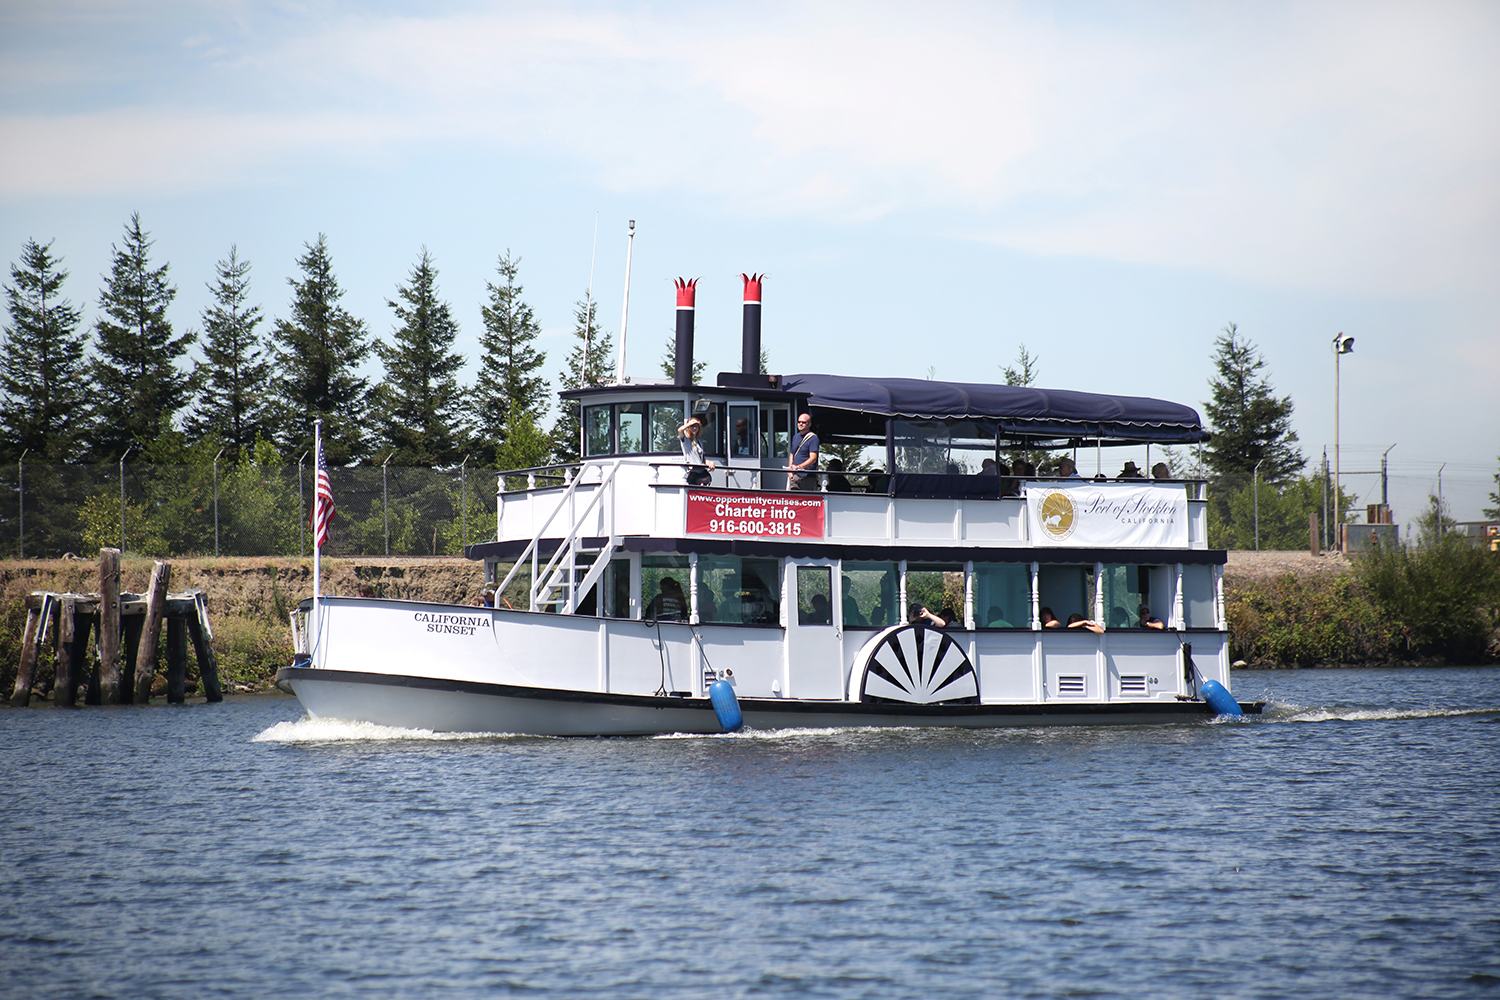 www.opportunitycruises.com
Charter info
916-600-3815
Port of Stockton
CALIFORNIA
CALIFORNIA
SUNSET